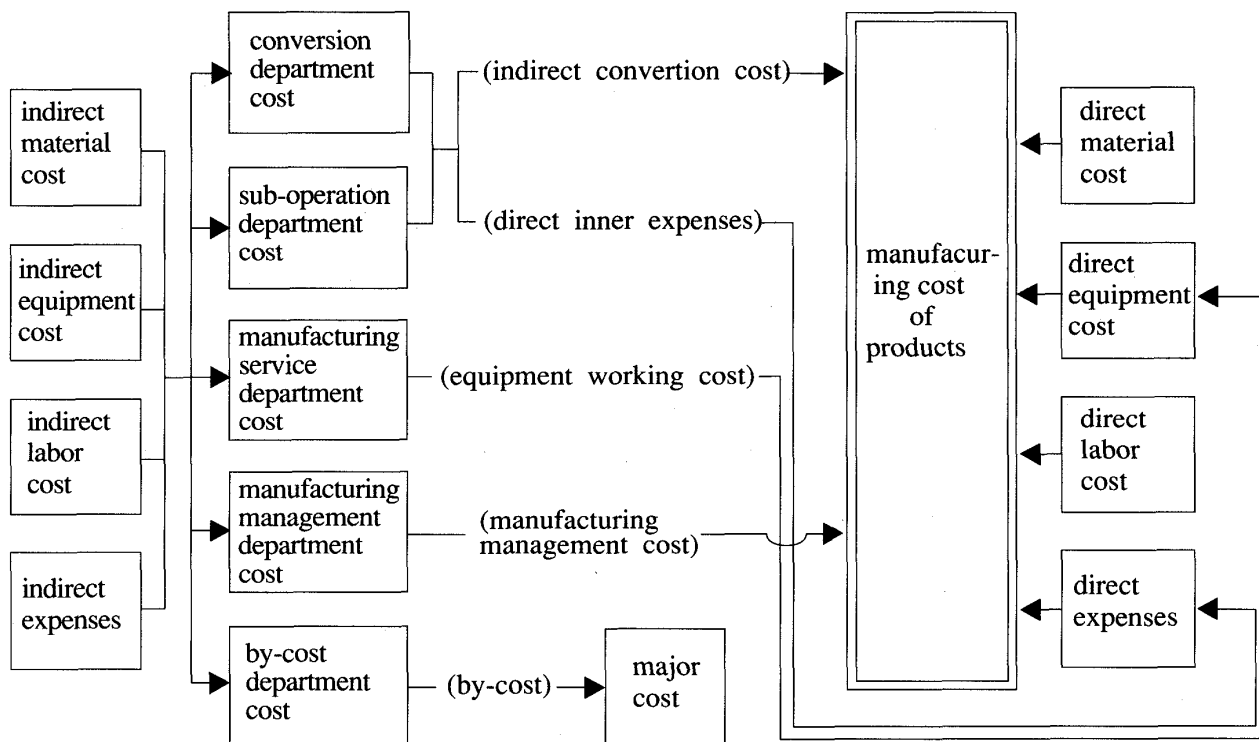 indirect
material
cost
indirect
equipment
cost
indirect
labor
cost
indirect
expenses
conversion
department
cost
sub-operation
department
cost
manufacturing
service
department
cost
manufacturing
management
department
cost
by-cost
department
cost
(indirect convertion cost)
(direct inner expenses)
(equipment working cost)
(manufacturing
management cost)
(by-cost)
major
cost
manufacur-
ing cost
of
products
direct
material
cost
direct
equipment
cost
direct
labor
cost
direct
expenses